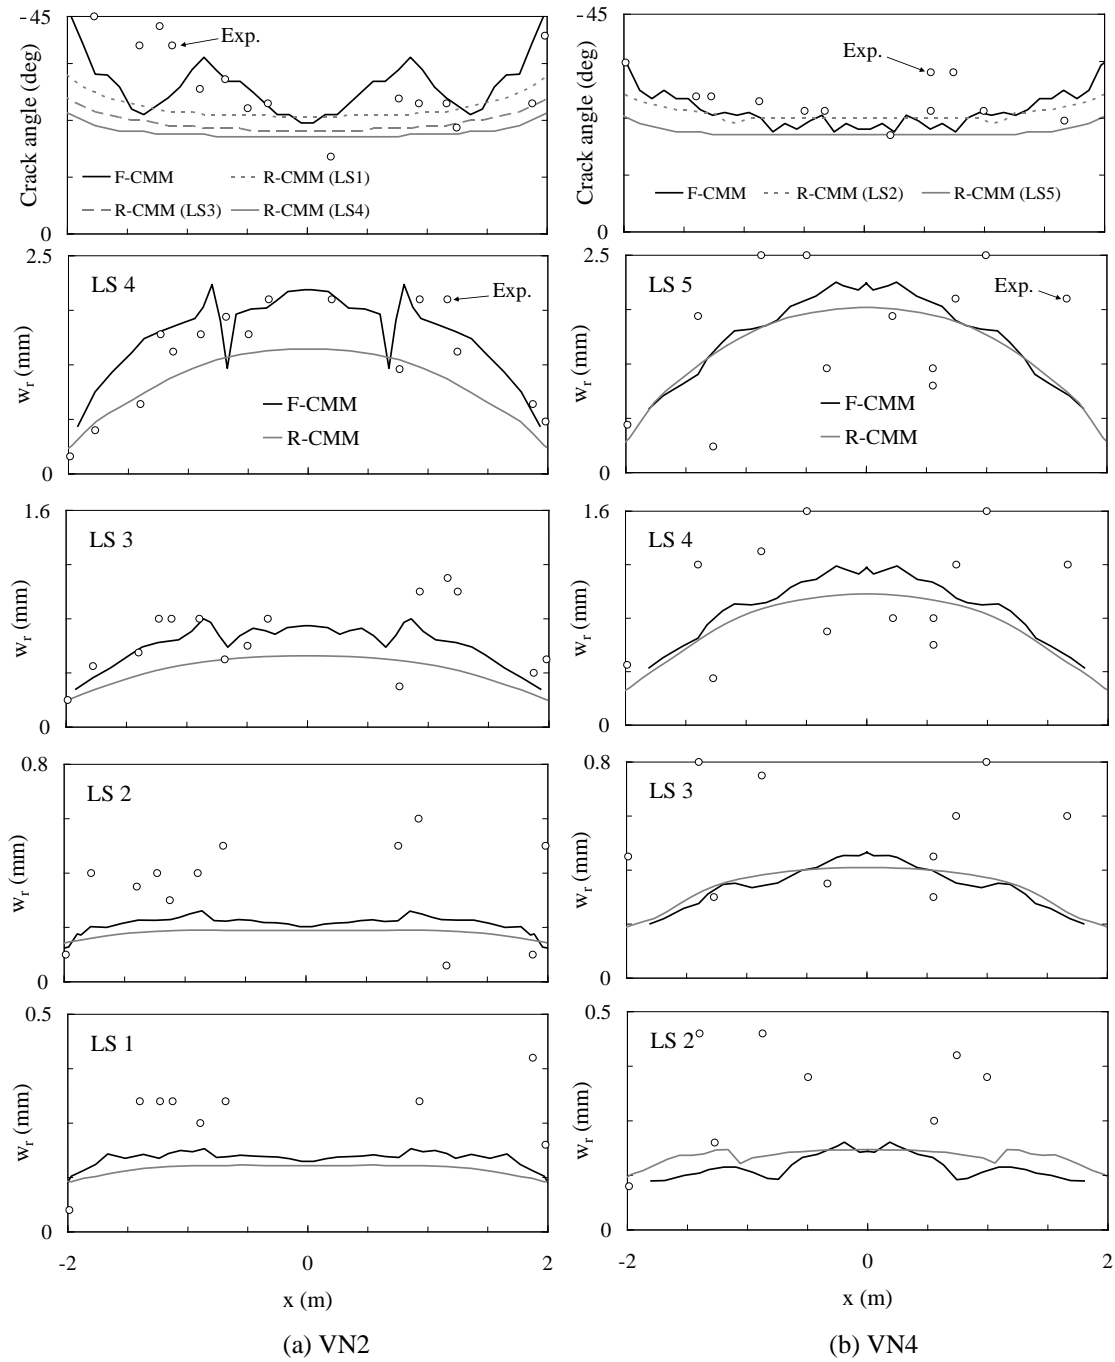 -45
Crack angle (deg)
0
Exp.
F-CMM
R-CMM (LS1)
R-CMM (LS3)
R-CMM (LS4)
-45
Crack angle (deg)
0
Exp.
F-CMM
R-CMM (LS2)
R-CMM (LS5)
2.5
LS 4
Exp.
w_r (mm)
F-CMM
R-CMM
0
2.5
LS 5
Exp.
w_r (mm)
F-CMM
R-CMM
0
1.6
LS 3
w_r (mm)
0
1.6
LS 4
w_r (mm)
0
0.8
LS 2
w_r (mm)
0
0.8
LS 3
w_r (mm)
0
0.5
LS 1
w_r (mm)
0
-2 0 2
x (m)
(a) VN2
0.5
LS 2
w_r (mm)
0
-2 0 2
x (m)
(b) VN4